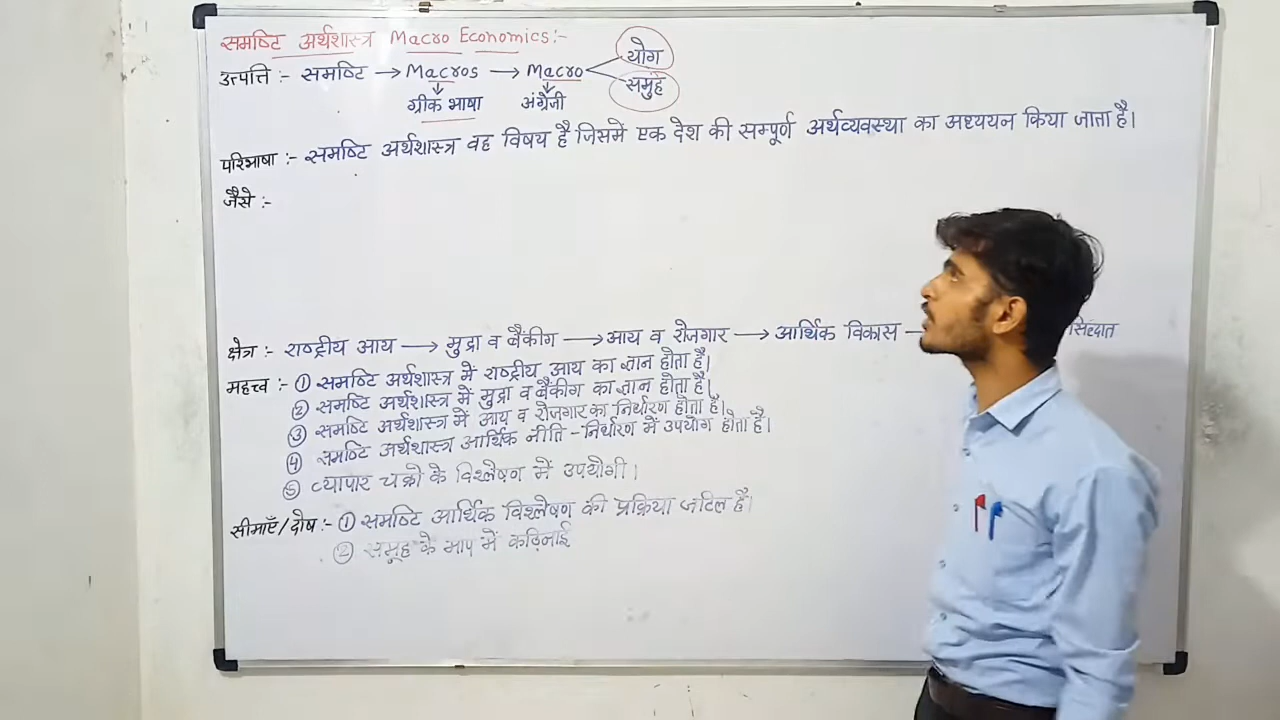 समष्टि अर्थशास्त्र Macro Economics:-
उत्पत्ति :- समष्टि → Macros → Macro योग
समुह
ग्रीक भाषा अंग्रेजी
परिभाषा :- समष्टि अर्थशास्त्र वह विषय है जिसमे एक देश की सम्पूर्ण अर्थव्यवस्था का अध्ययन किया जाता है।
जैसे :-
क्षेत्र :- राष्ट्रीय आय → मुद्रा व बैंकीग → आय व रोजगार → आर्थिक विकास →
महत्त्व :- ① समष्टि अर्थशास्त्र में राष्ट्रीय आय का ज्ञान होता है।
② समष्टि अर्थशास्त्र में मुद्रा व बैंकीग का ज्ञान होता है।
③ समष्टि अर्थशास्त्र में आय व रोजगार का निर्धारण होता है।
④ समष्टि अर्थशास्त्र आर्थिक नीति - निर्धारण में उपयोग होता है।
⑤ व्यापार चक्रो के विश्लेषण में उपयोगी।
सीमाएँ/दोष :- ① समष्टि आर्थिक विश्लेषण की प्रक्रिया जटिल है।
② समूह के माप में कठिनाई